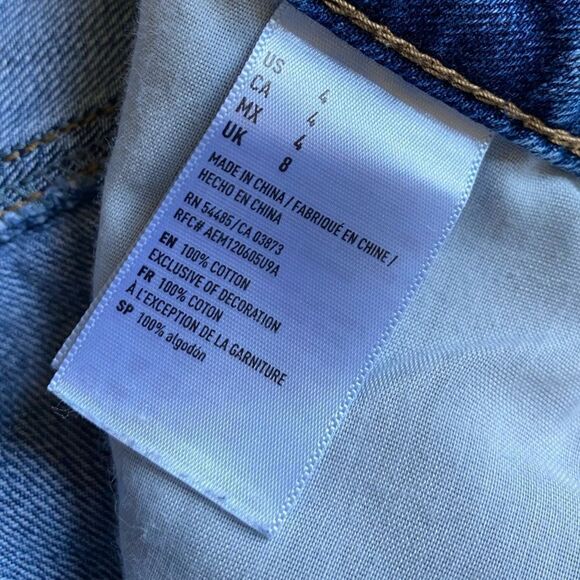 US 4
CA 4
MX 4
UK 8
MADE IN CHINA / FABRIQUÉ EN CHINE /
HECHO EN CHINA
RN 54485/CA 03873
RFC# AEM120605U9A
EN 100% COTTON
EXCLUSIVE OF DECORATION
FR 100% COTON
À L'EXCEPTION DE LA GARNITURE
SP 100% algodón